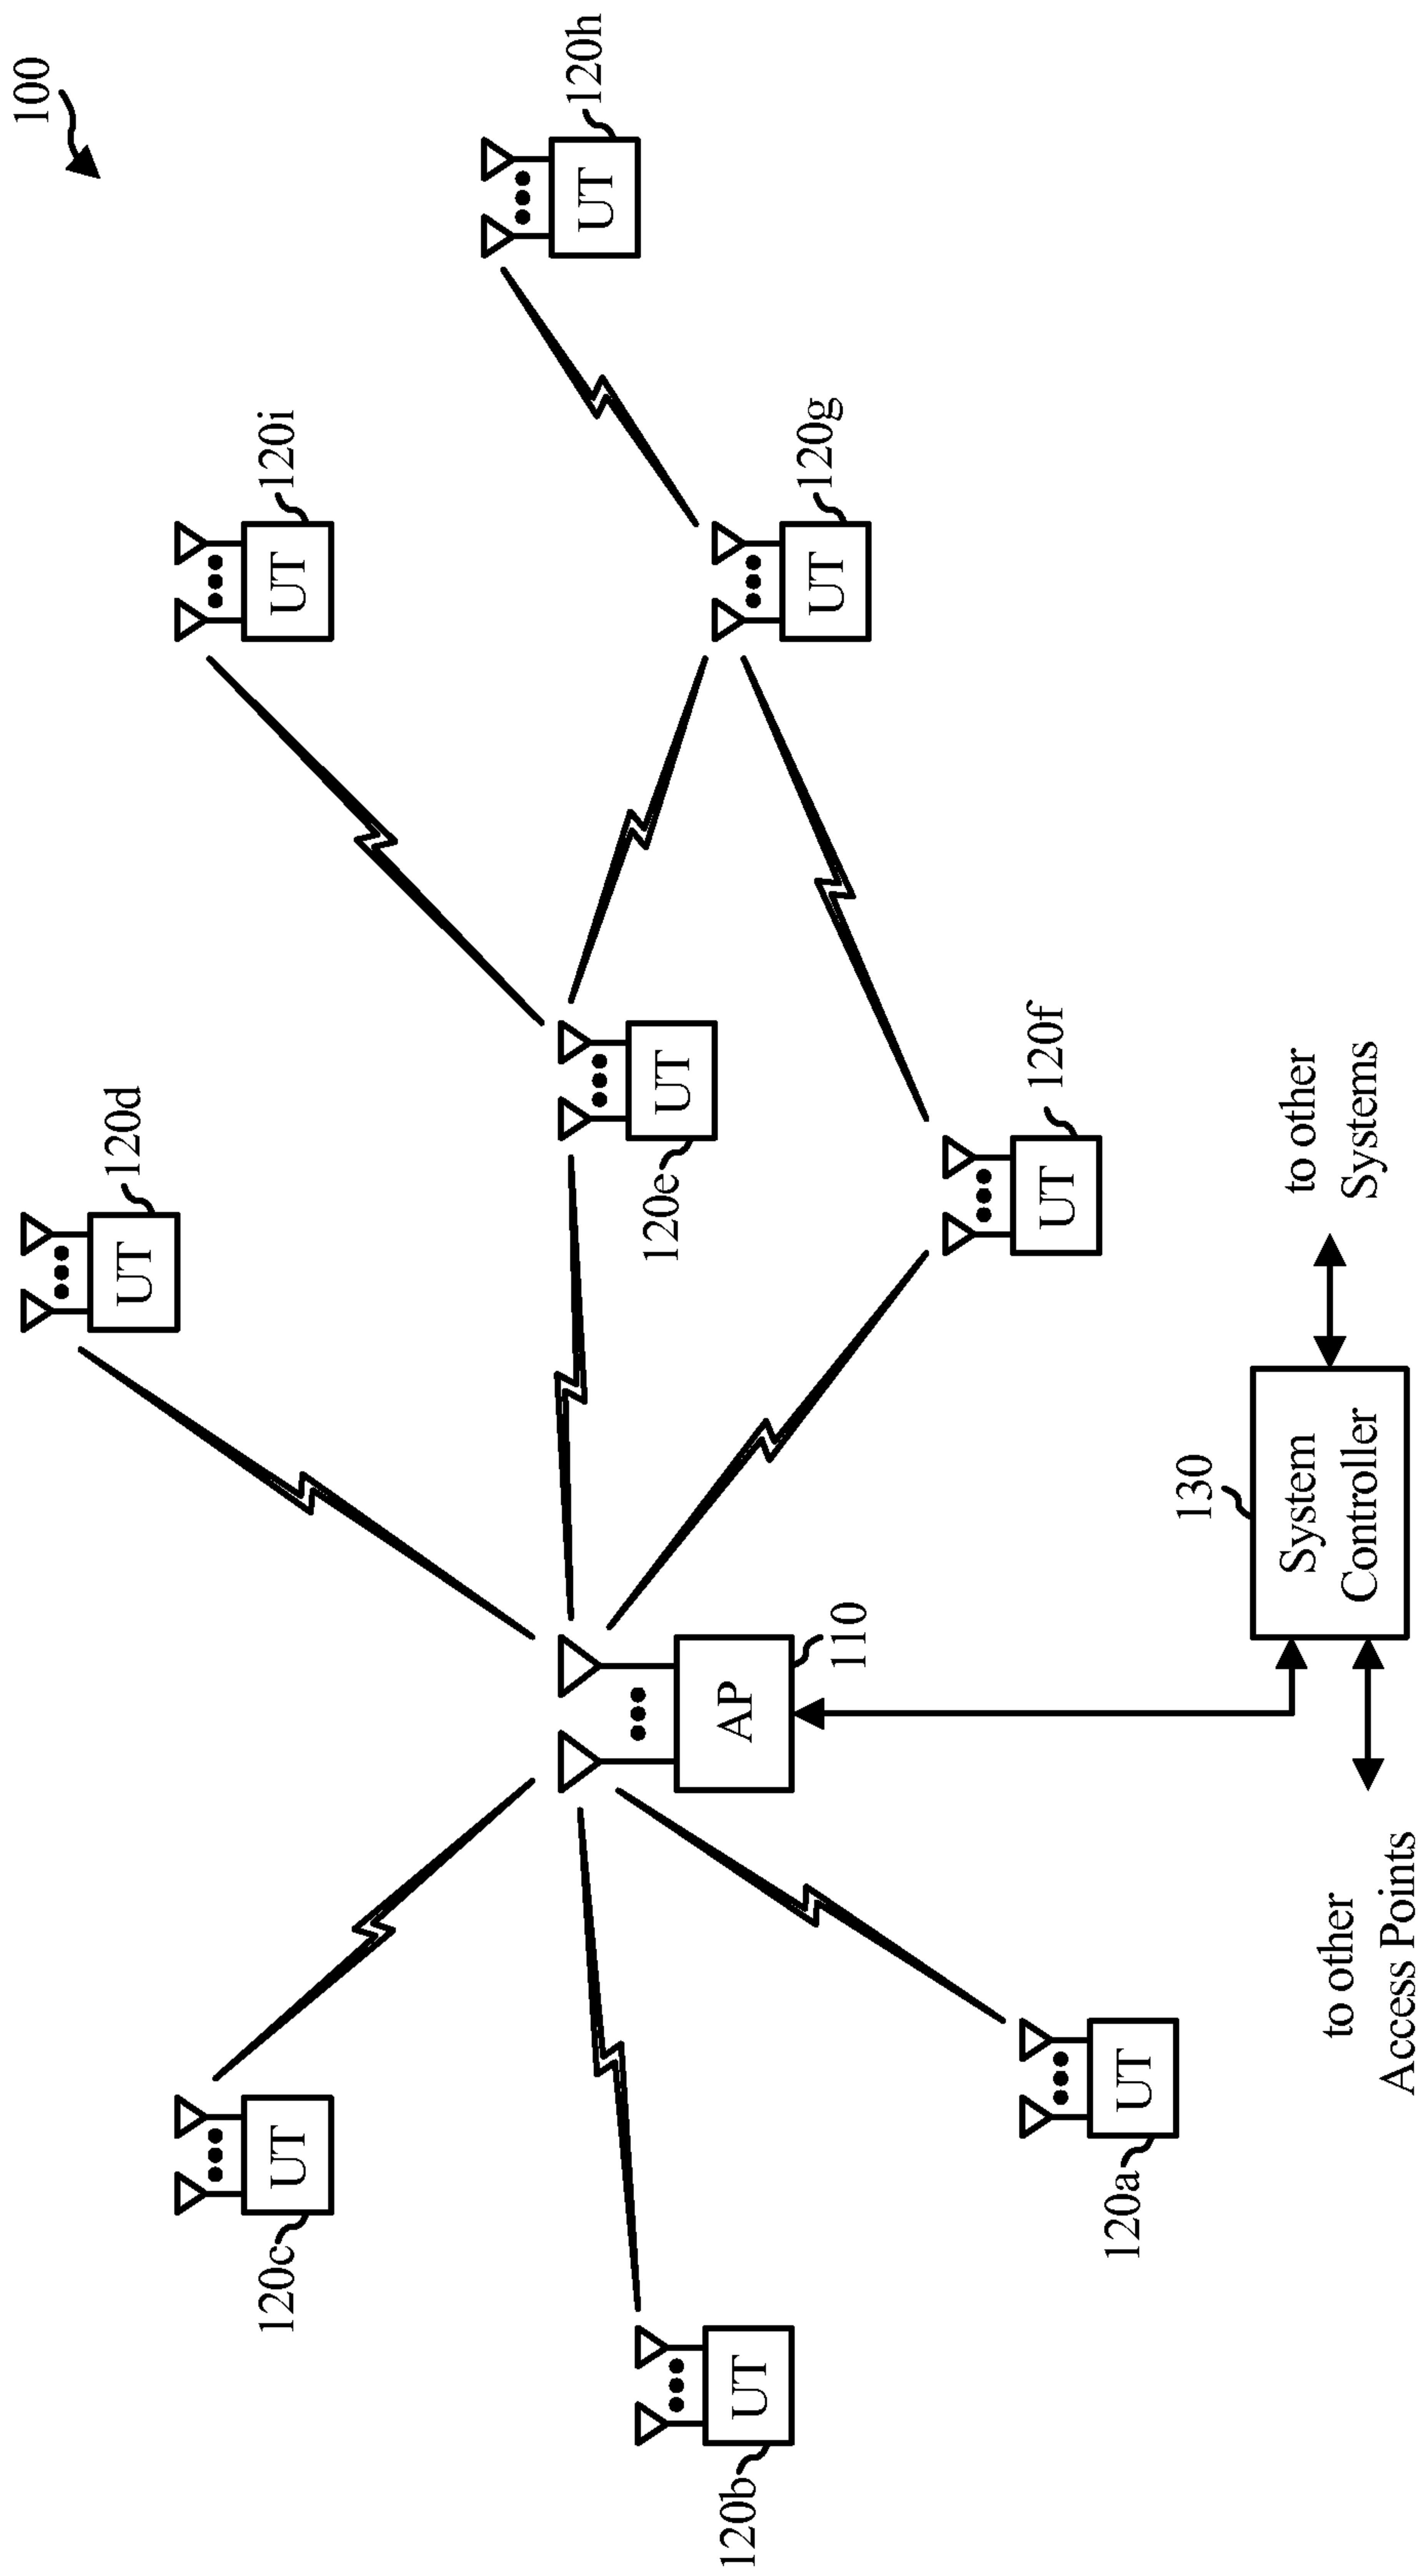 100
120d
UT
120i
UT
120c
UT
120h
UT
120e
UT
120g
UT
120b
UT
AP
110
120f
UT
120a
UT
130
System
Controller
to other
Systems
to other
Access Points